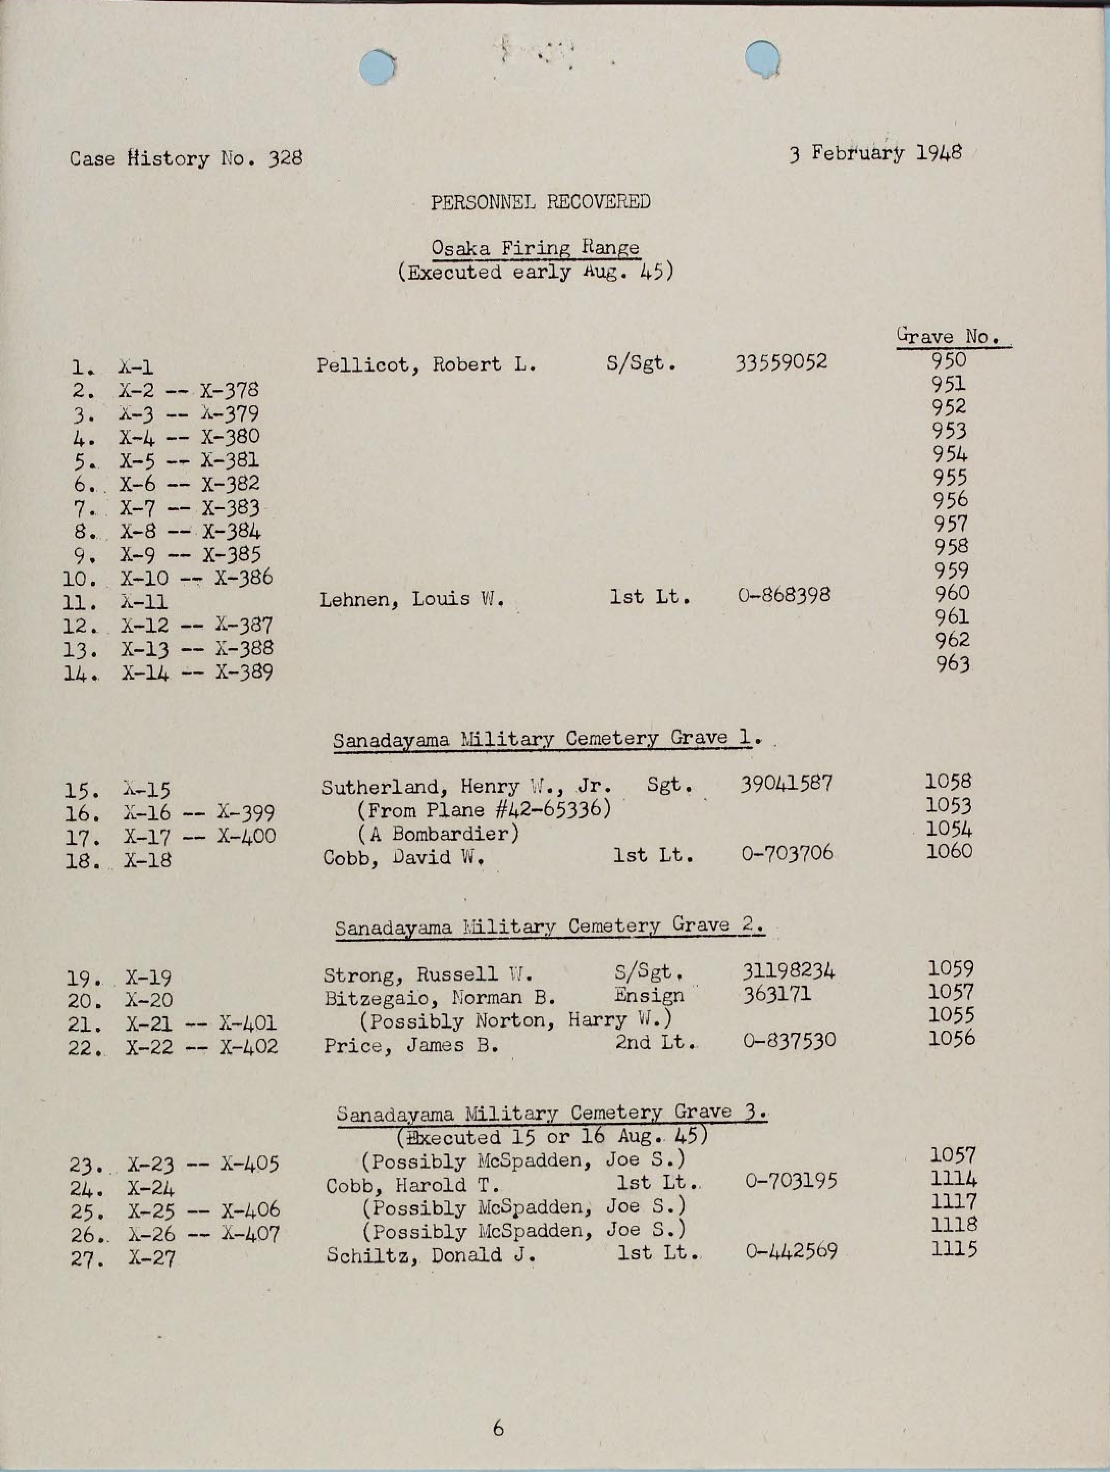 Case History No. 328 3 February 1948
PERSONNEL RECOVERED
Osaka Firing Range
(Executed early Aug. 45)
Grave No.
1. X-1 Pellicot, Robert L. S/Sgt. 33559052 950
2. X-2 -- X-378 951
3. X-3 -- X-379 952
4. X-4 -- X-380 953
5. X-5 -- X-381 954
6. X-6 -- X-382 955
7. X-7 -- X-383 956
8. X-8 -- X-384 957
9. X-9 -- X-385 958
10. X-10 -- X-386 959
11. X-11 Lehnen, Louis W. 1st Lt. O-868398 960
12. X-12 -- X-387 961
13. X-13 -- X-388 962
14. X-14 -- X-389 963
Sanadayama Military Cemetery Grave 1.
15. X-15 Sutherland, Henry W., Jr. Sgt. 39041587 1058
16. X-16 -- X-399 (From Plane #42-65336) 1053
17. X-17 -- X-400 (A Bombardier) 1054
18. X-18 Cobb, David W. 1st Lt. O-703706 1060
Sanadayama Military Cemetery Grave 2.
19. X-19 Strong, Russell W. S/Sgt. 31198234 1059
20. X-20 Bitzegaio, Norman B. Ensign 363171 1057
21. X-21 -- X-401 (Possibly Norton, Harry W.) 1055
22. X-22 -- X-402 Price, James B. 2nd Lt. O-837530 1056
Sanadayama Military Cemetery Grave 3.
(Executed 15 or 16 Aug. 45)
23. X-23 -- X-405 (Possibly McSpadden, Joe S.) 1057
24. X-24 Cobb, Harold T. 1st Lt. O-703195 1114
25. X-25 -- X-406 (Possibly McSpadden, Joe S.) 1117
26. X-26 -- X-407 (Possibly McSpadden, Joe S.) 1118
27. X-27 Schiltz, Donald J. 1st Lt. O-442569 1115
6